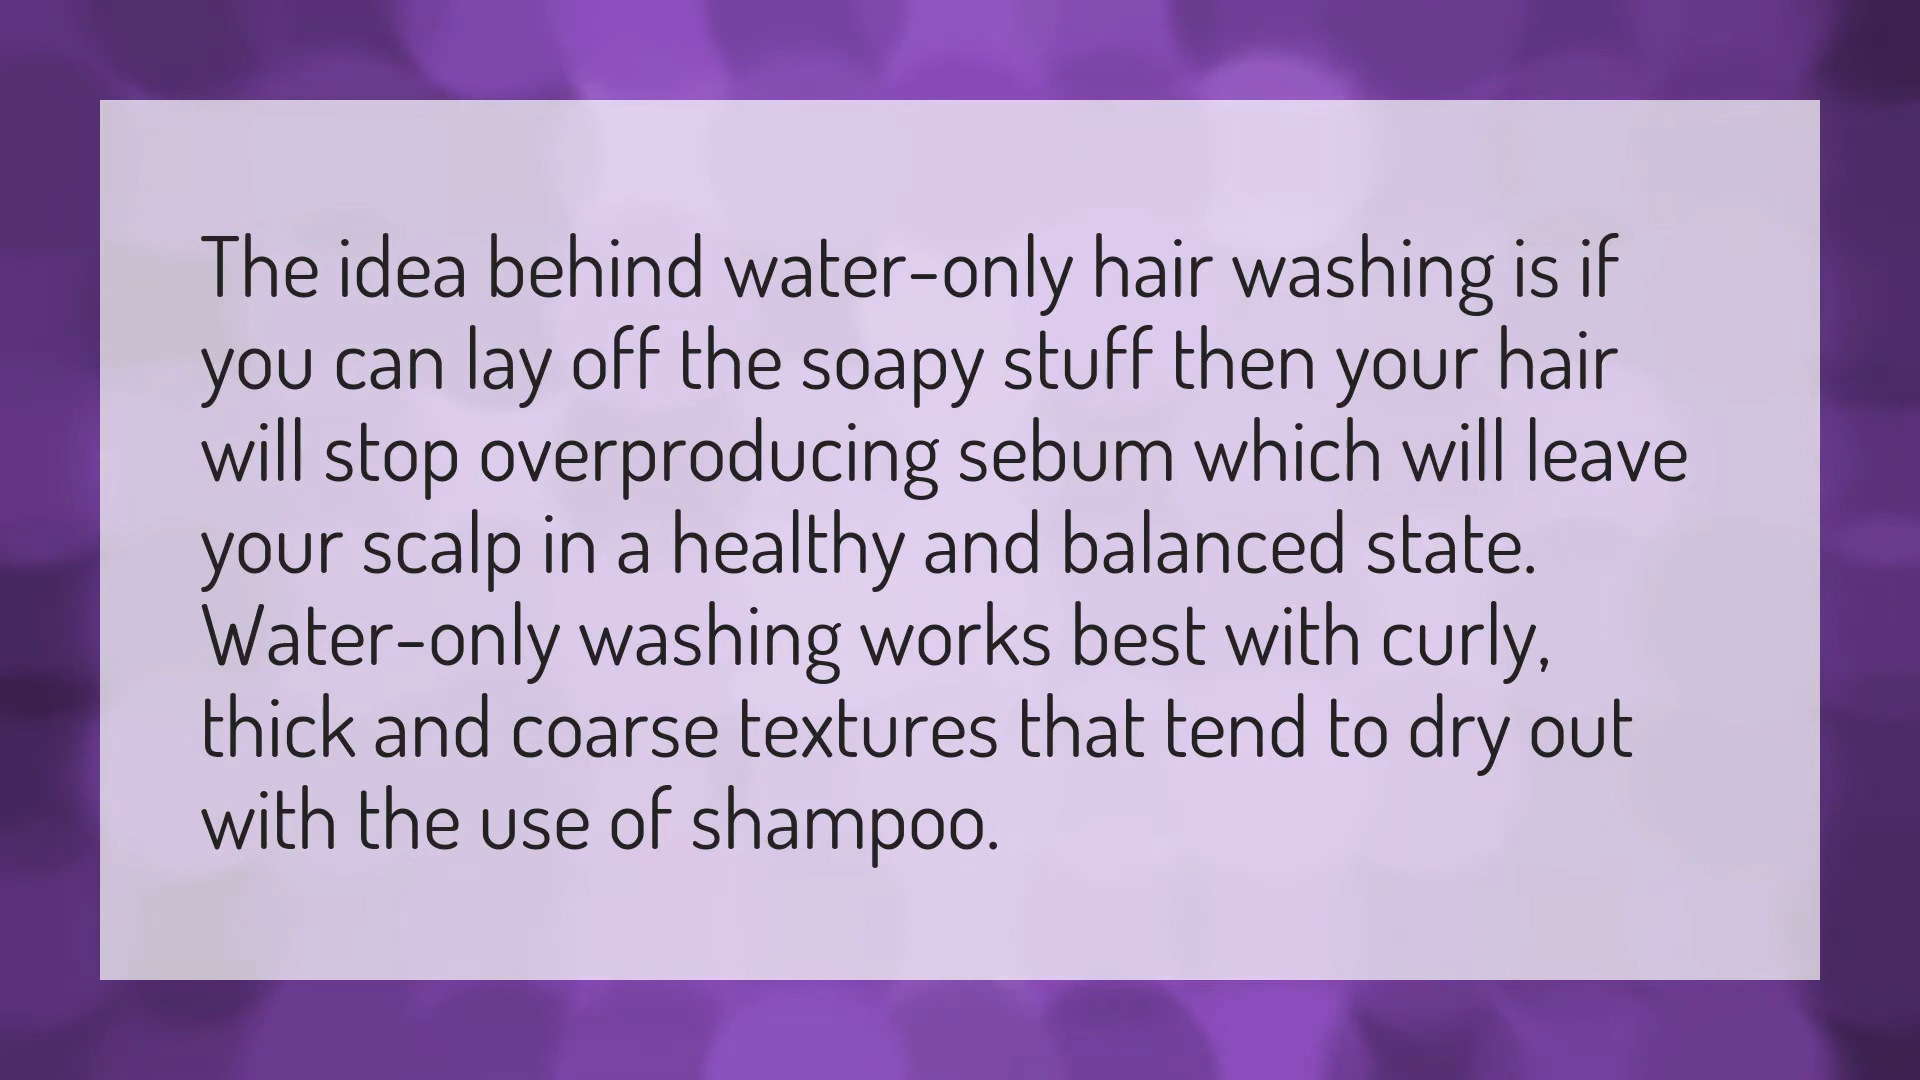 The idea behind water-only hair washing is if
you can lay off the soapy stuff then your hair
will stop overproducing sebum which will leave
your scalp in a healthy and balanced state.
Water-only washing works best with curly,
thick and coarse textures that tend to dry out
with the use of shampoo.